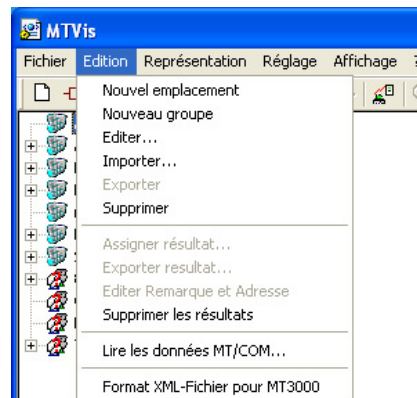 MTVis
Fichier Edition Représentation Réglage Affichage ?
Nouvel emplacement
Nouveau groupe
Editer...
Importer...
Exporter
Supprimer
Assigner résultat...
Exporter resultat...
Editer Remarque et Adresse
Supprimer les résultats
Lire les données MT/COM...
Format XML-Fichier pour MT3000